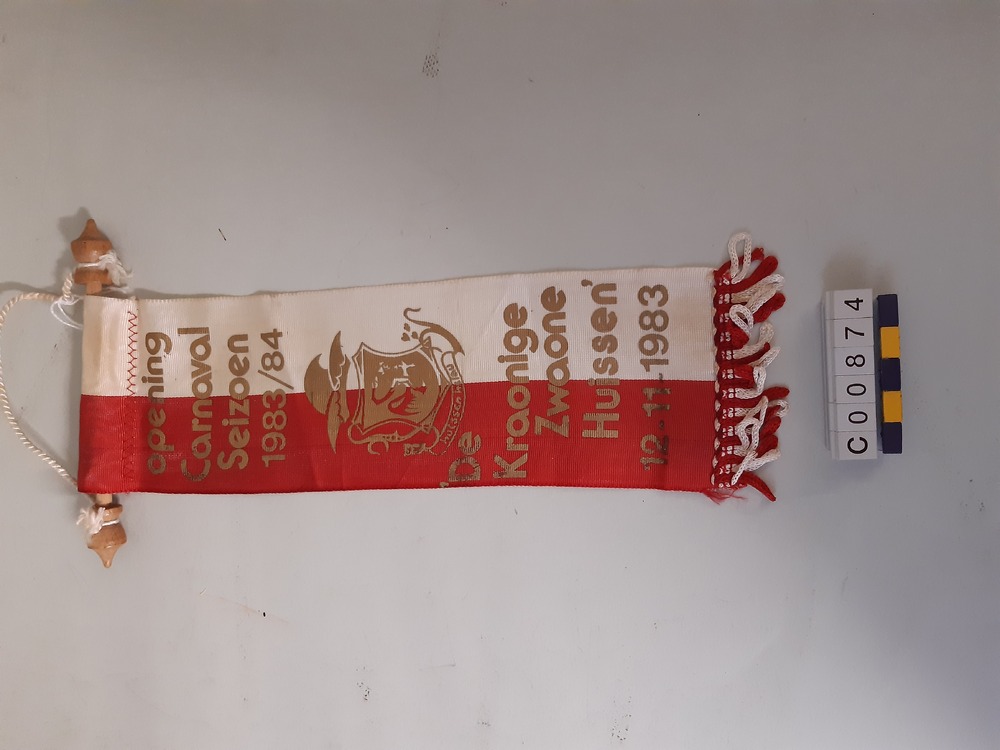 opening
Carnaval
Seizoen
1983/84
'De
Kraonige
Zwaone
Huissen'
12-11-1983
C00874